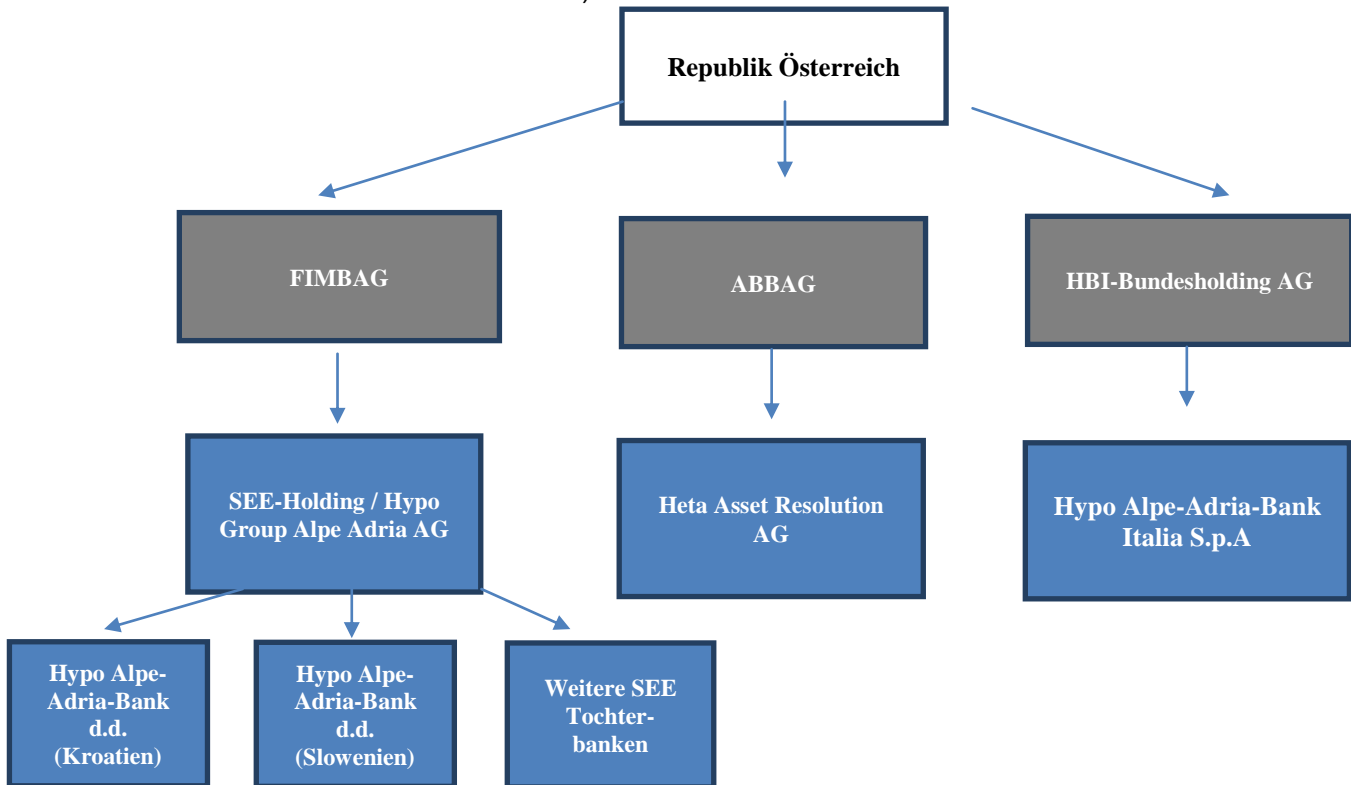 Republik Österreich
FIMBAG
ABBAG
HBI-Bundesholding AG
SEE-Holding / Hypo
Group Alpe Adria AG
Heta Asset Resolution
AG
Hypo Alpe-Adria-Bank
Italia S.p.A
Hypo Alpe-
Adria-Bank
d.d.
(Kroatien)
Hypo Alpe-
Adria-Bank
d.d.
(Slowenien)
Weitere SEE
Tochter-
banken